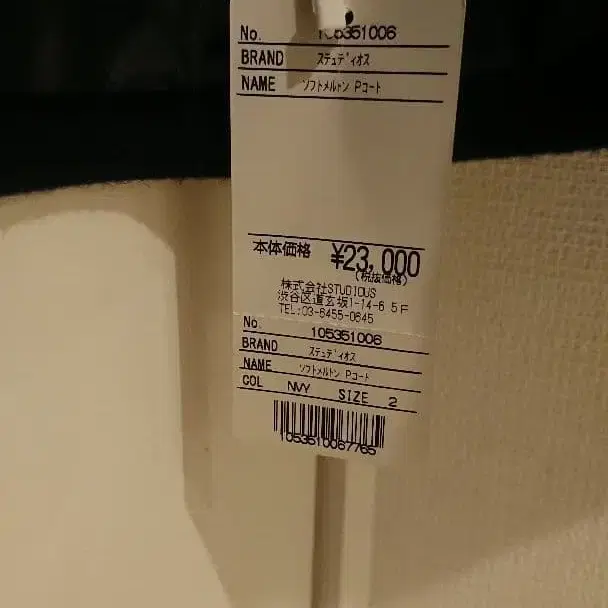 No. 105351006
BRAND ステュディオス
NAME ソフトメルトン Pコート
本体価格 ¥23,000
(税抜価格)
株式会社STUDIOUS
渋谷区道玄坂1-14-6 5F
TEL:03-6455-0645
No. 105351006
BRAND ステュディオス
NAME ソフトメルトン Pコート
COL NVY SIZE 2
1053510067765